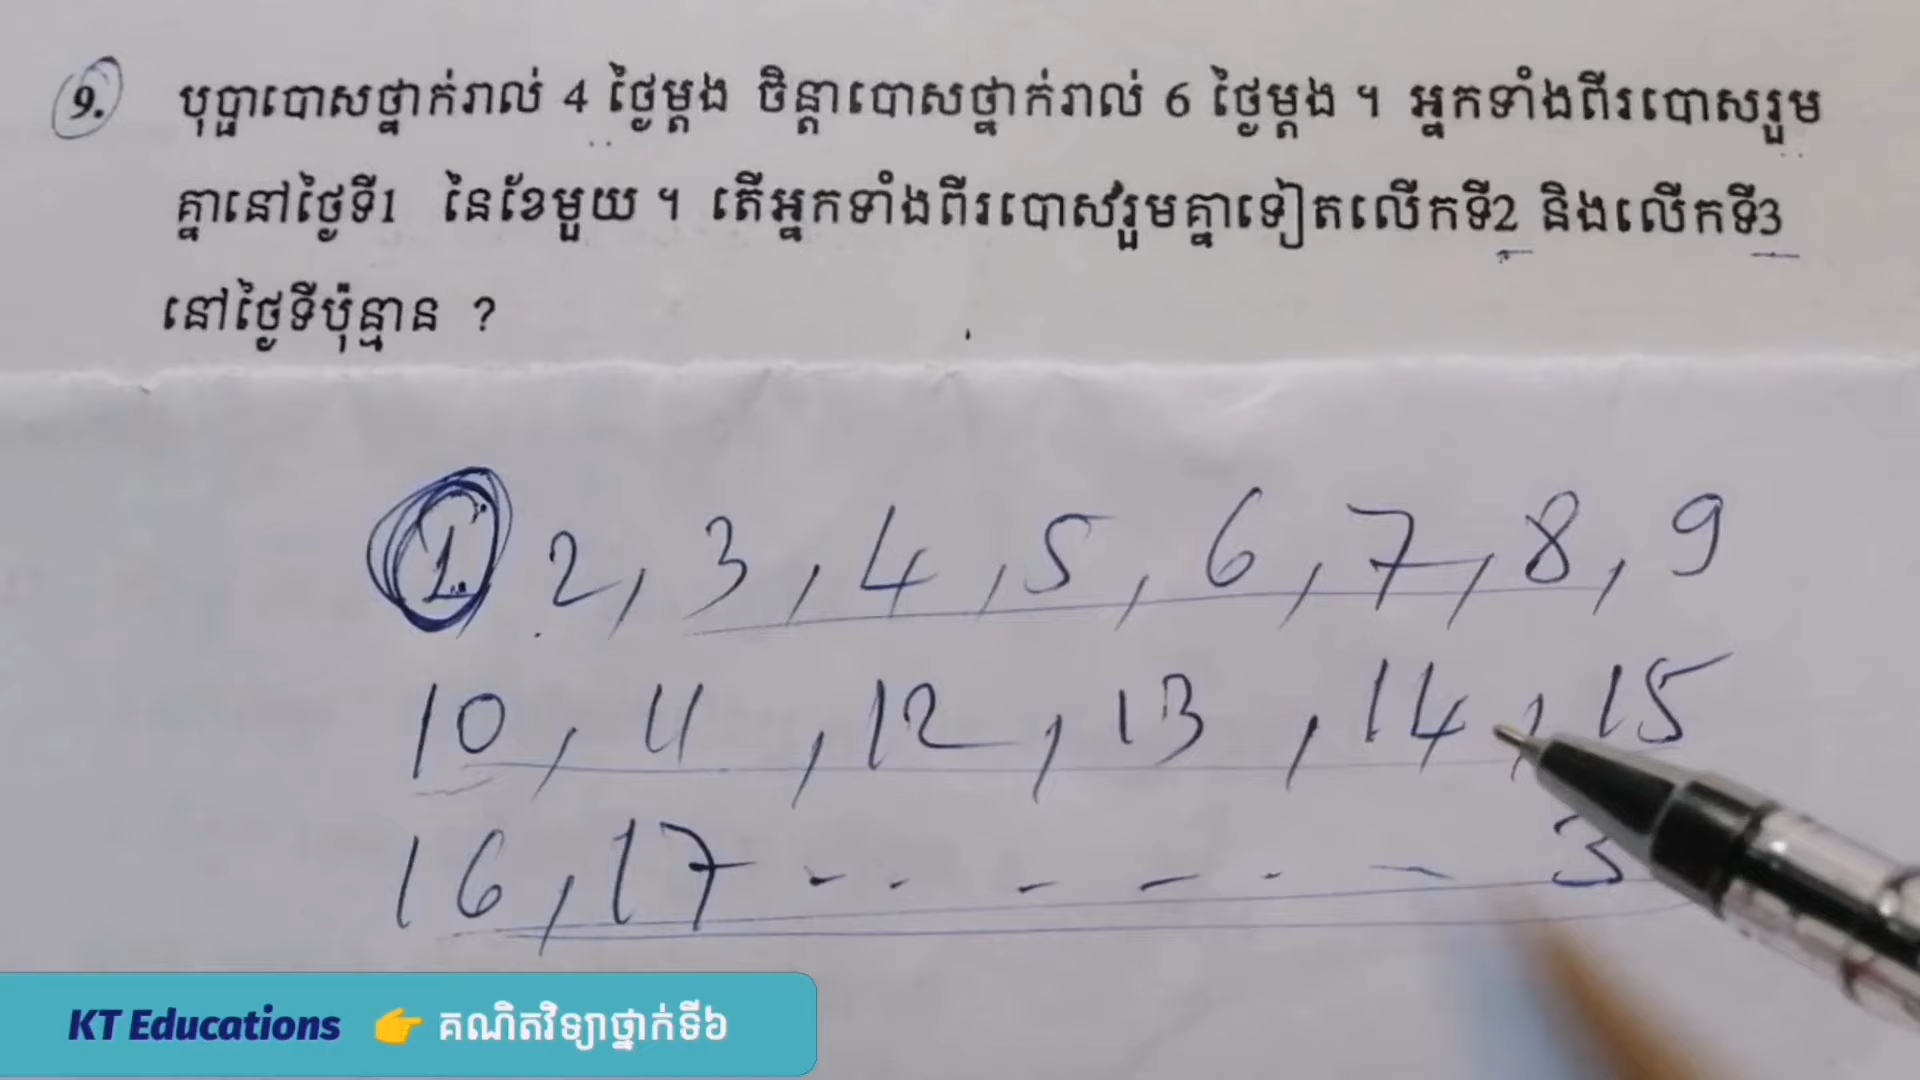 9. បុប្ផាបោសថ្នាក់រាល់ 4 ថ្ងៃម្ដង ចិន្ដាបោសថ្នាក់រាល់ 6 ថ្ងៃម្ដង ។ អ្នកទាំងពីរបោសរួម
គ្នានៅថ្ងៃទី1 នៃខែមួយ ។ តើអ្នកទាំងពីរបោសរួមគ្នាទៀតលើកទី2 និងលើកទី3
នៅថ្ងៃទីប៉ុន្មាន ?
1. 2, 3, 4, 5, 6, 7, 8, 9
10, 11, 12, 13, 14, 15
16, 17 - - - - - - 3
KT Educations 👉 គណិតវិទ្យាថ្នាក់ទី៦